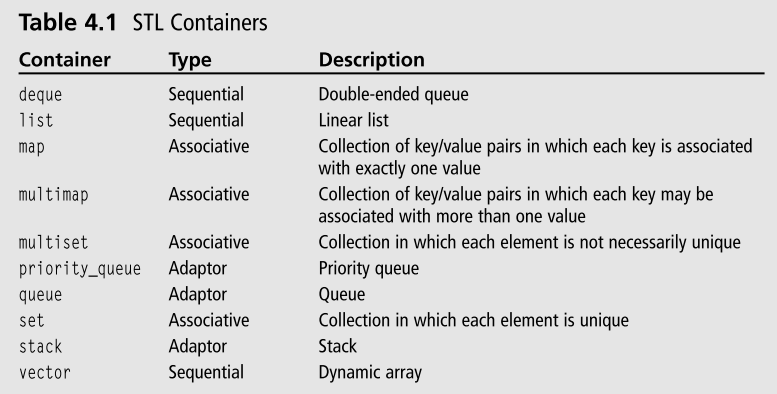 Table 4.1 STL Containers
Container Type Description
deque Sequential Double-ended queue
list Sequential Linear list
map Associative Collection of key/value pairs in which each key is associated
with exactly one value
multimap Associative Collection of key/value pairs in which each key may be
associated with more than one value
multiset Associative Collection in which each element is not necessarily unique
priority_queue Adaptor Priority queue
queue Adaptor Queue
set Associative Collection in which each element is unique
stack Adaptor Stack
vector Sequential Dynamic array